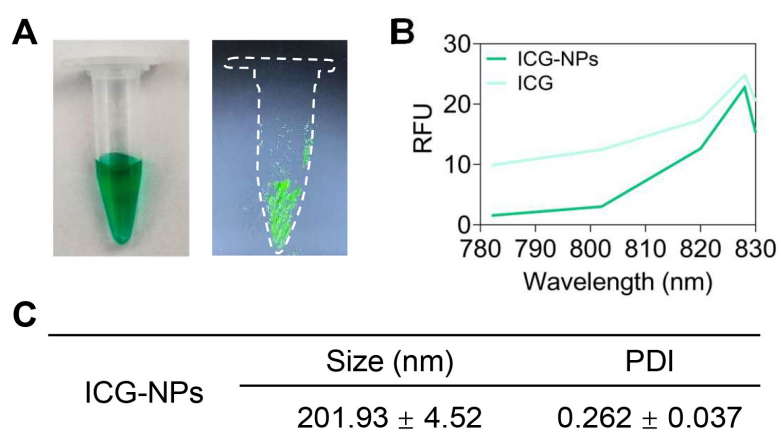 A
B
30
20
10
0
RFU
ICG-NPs
ICG
780 790 800 810 820 830
Wavelength (nm)
C
Size (nm) PDI
ICG-NPs
201.93 ± 4.52 0.262 ± 0.037